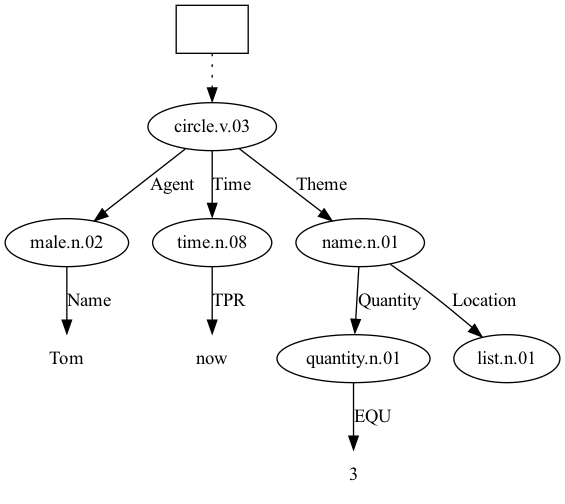 circle.v.03
Agent Time Theme
male.n.02 time.n.08 name.n.01
Name TPR Quantity Location
Tom now quantity.n.01 list.n.01
EQU
3